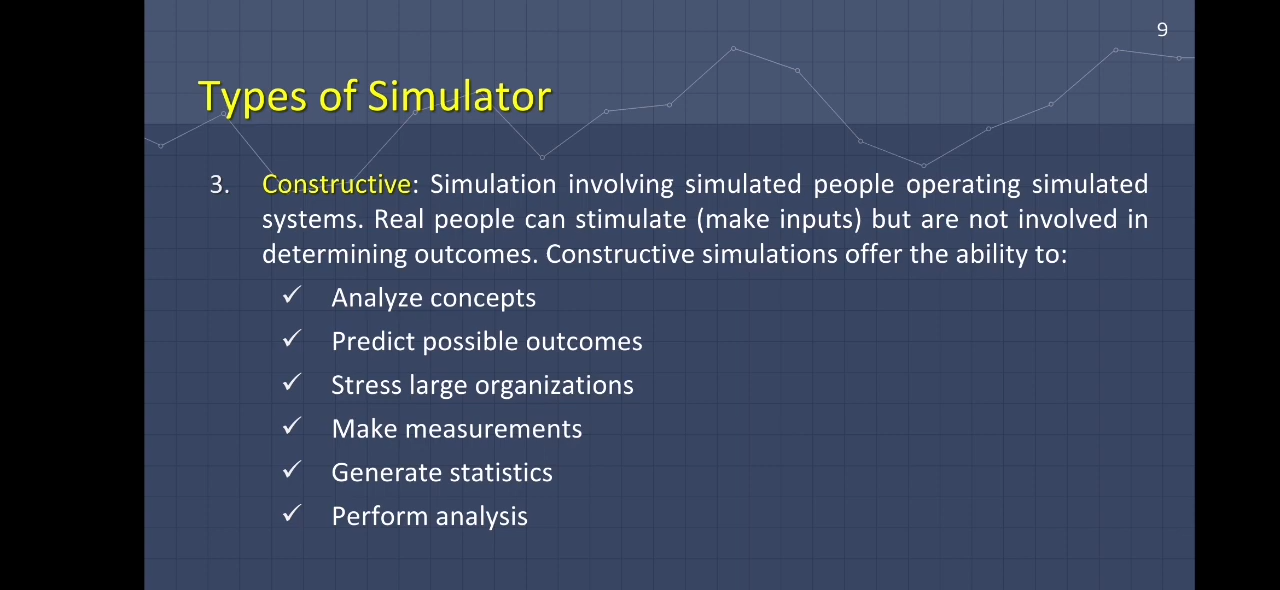 9
Types of Simulator
3. Constructive: Simulation involving simulated people operating simulated
systems. Real people can stimulate (make inputs) but are not involved in
determining outcomes. Constructive simulations offer the ability to:
✓ Analyze concepts
✓ Predict possible outcomes
✓ Stress large organizations
✓ Make measurements
✓ Generate statistics
✓ Perform analysis